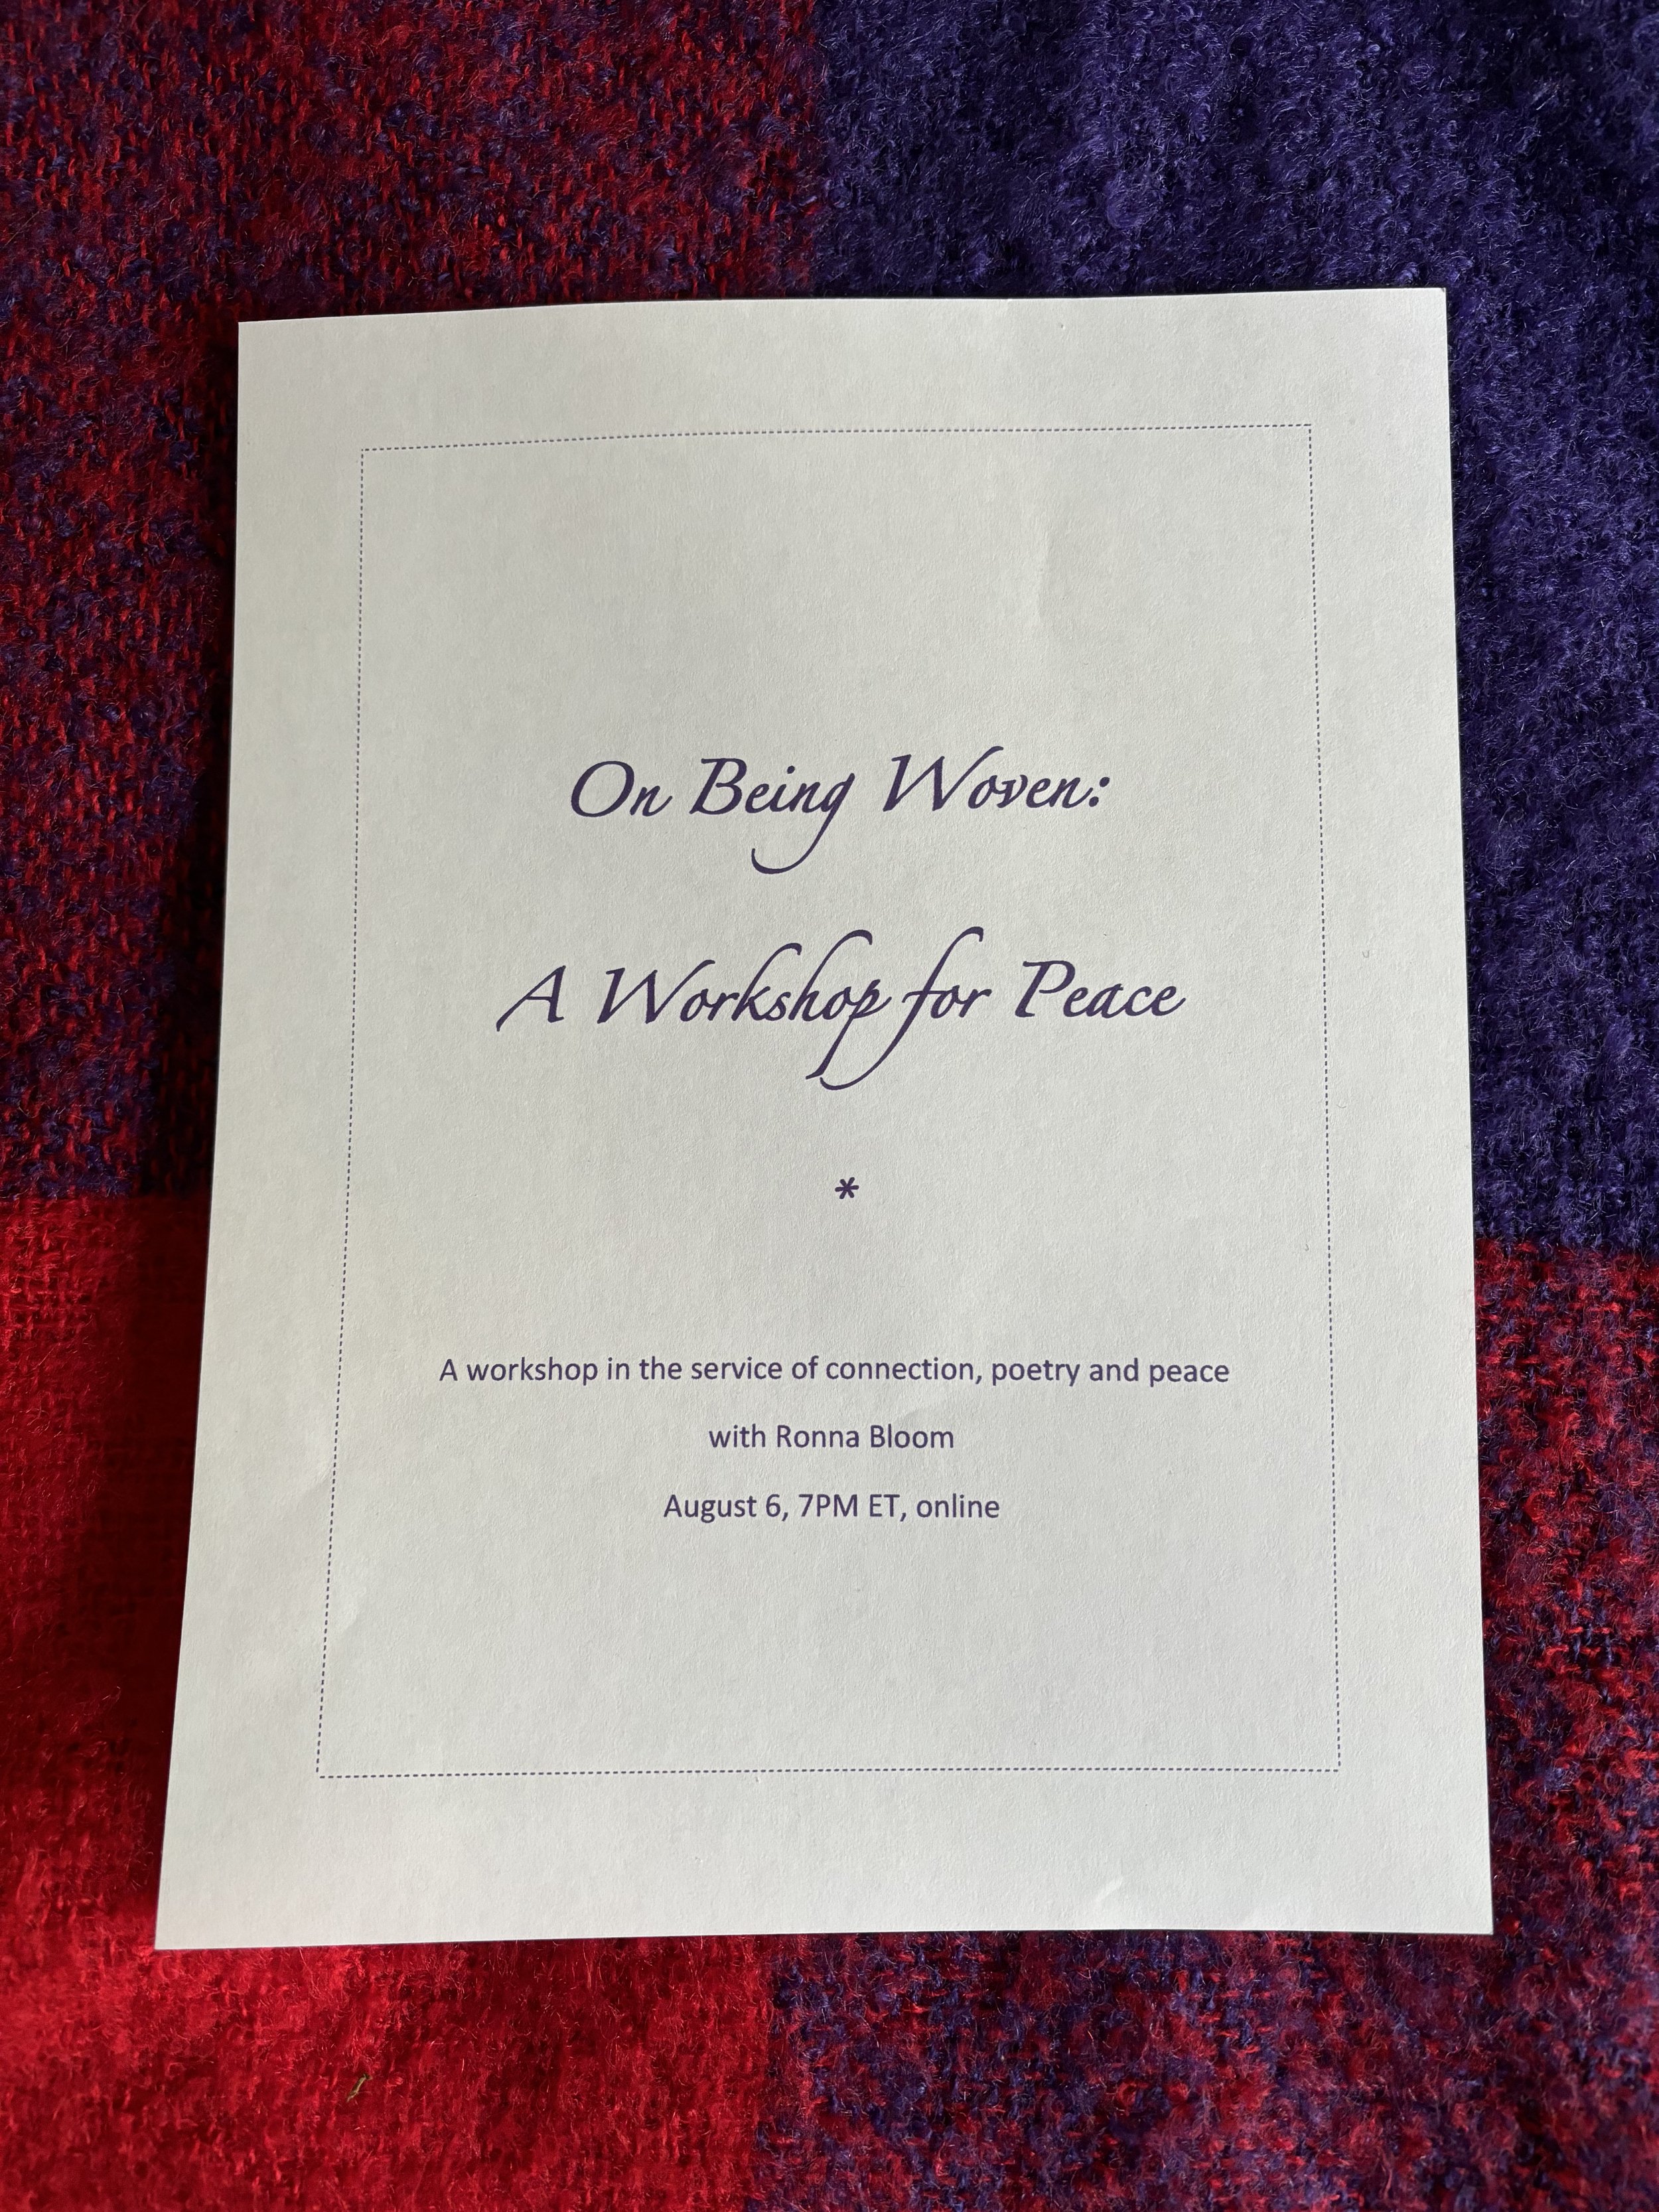 On Being Woven:
A Workshop for Peace
*
A workshop in the service of connection, poetry and peace
with Ronna Bloom
August 6, 7PM ET, online